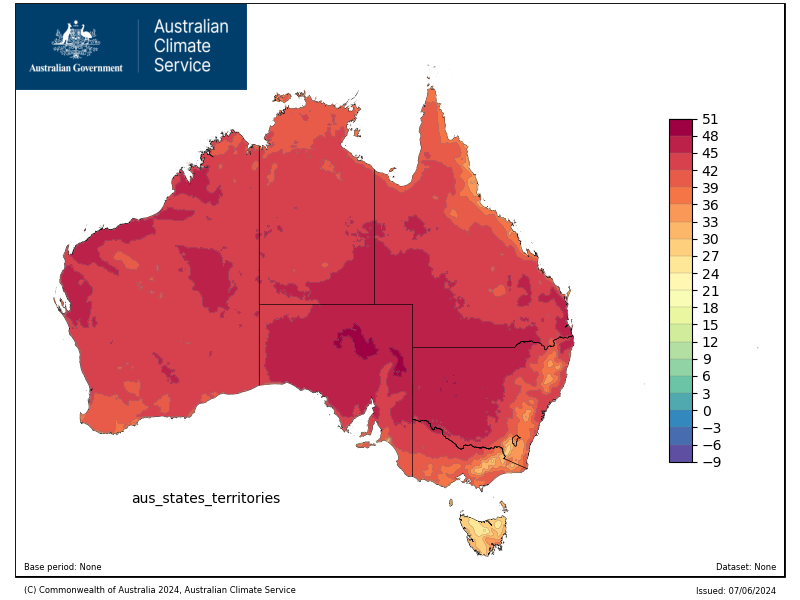 Australian
Climate
Service
Australian Government
51
48
45
42
39
36
33
30
27
24
21
18
15
12
9
6
3
0
−3
−6
−9
aus_states_territories
Base period: None
Dataset: None
(C) Commonwealth of Australia 2024, Australian Climate Service
Issued: 07/06/2024